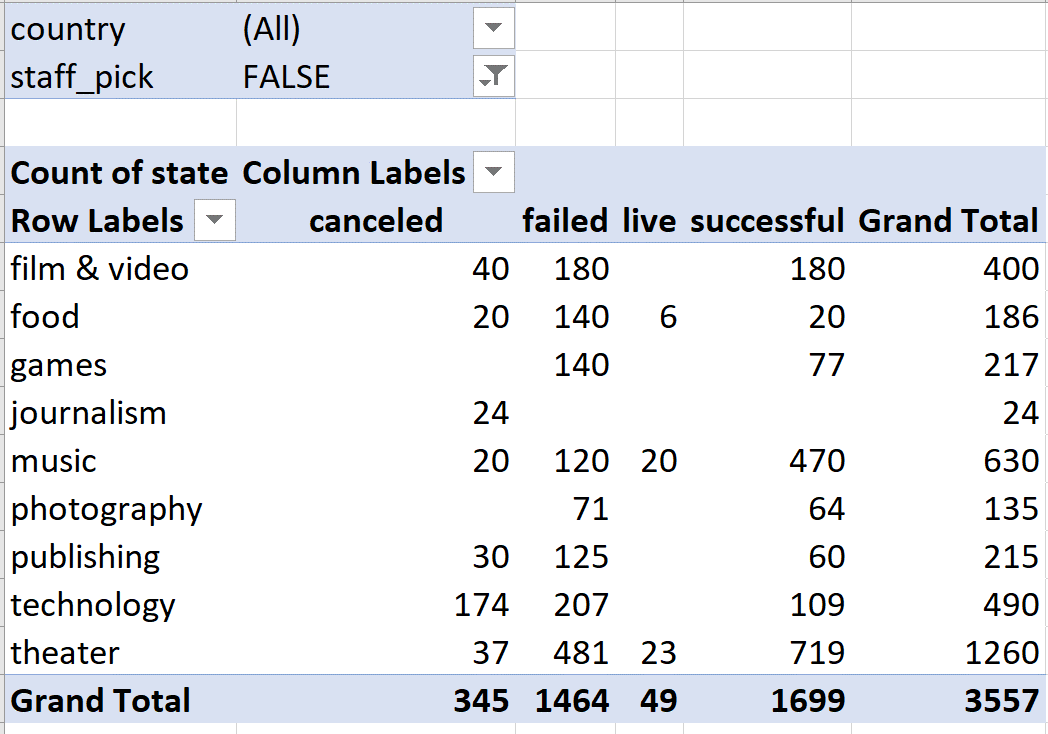 country (All)
staff_pick FALSE
Count of state Column Labels
Row Labels canceled failed live successful Grand Total
film & video 40 180 180 400
food 20 140 6 20 186
games 140 77 217
journalism 24 24
music 20 120 20 470 630
photography 71 64 135
publishing 30 125 60 215
technology 174 207 109 490
theater 37 481 23 719 1260
Grand Total 345 1464 49 1699 3557